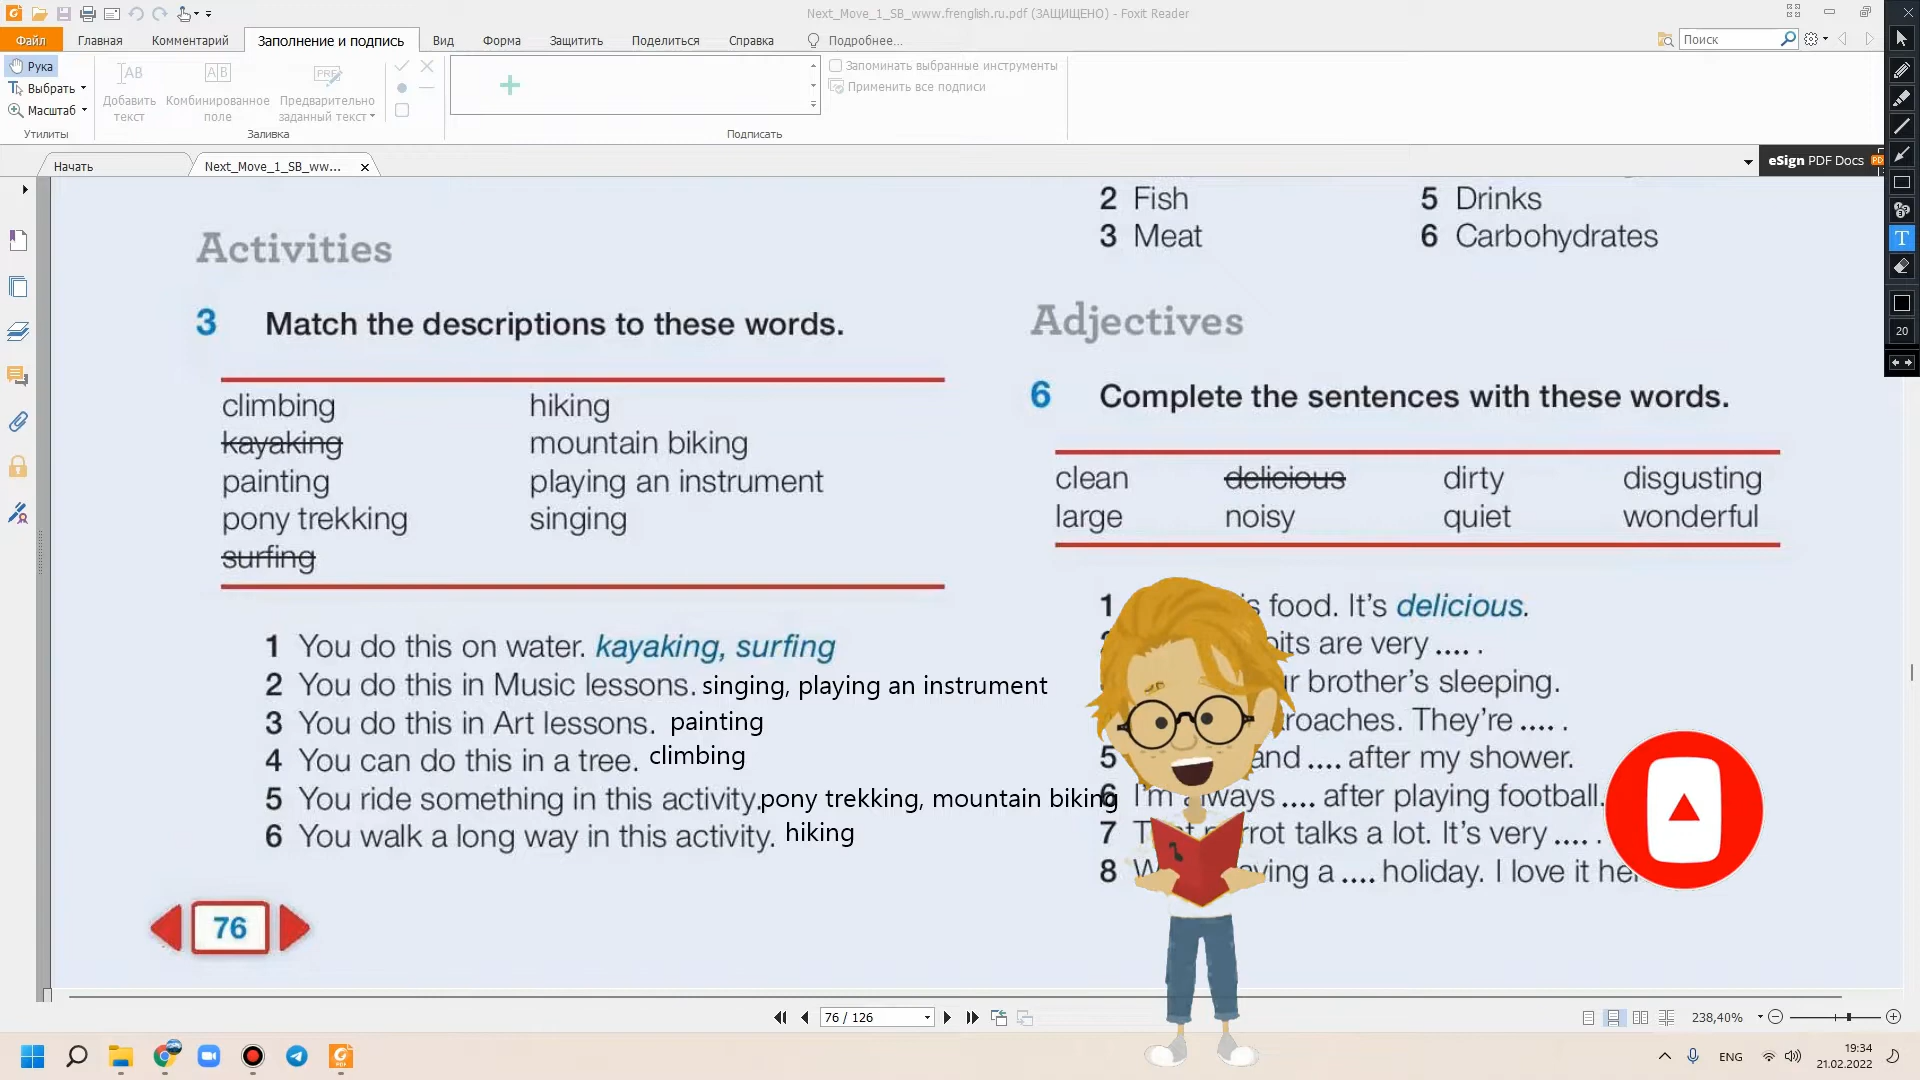 Next_Move_1_SB_www.frenglish.ru.pdf (ЗАЩИЩЕНО) - Foxit Reader
Файл Главная Комментарий Заполнение и подпись Вид Форма Защитить Поделиться Справка Подробнее... Поиск
Рука
Выбрать
Масштаб
Утилиты
Добавить текст
Комбинированное поле
Предварительно заданный текст
Заливка
Запоминать выбранные инструменты
Применить все подписи
Подписать
Начать Next_Move_1_SB_ww... eSign PDF Docs
T
20
Activities
3 Match the descriptions to these words.
climbing hiking
kayaking mountain biking
painting playing an instrument
pony trekking singing
surfing
1 You do this on water. kayaking, surfing
2 You do this in Music lessons. singing, playing an instrument
3 You do this in Art lessons. painting
4 You can do this in a tree. climbing
5 You ride something in this activity. pony trekking, mountain biking
6 You walk a long way in this activity. hiking
76
2 Fish 5 Drinks
3 Meat 6 Carbohydrates
Adjectives
6 Complete the sentences with these words.
clean delicious dirty disgusting
large noisy quiet wonderful
1 food. It's delicious.
are very .... .
brother's sleeping.
They're .... .
5 and .... after my shower.
6 I'm always .... after playing football.
7 talks a lot. It's very .... .
8 a .... holiday. I love it
76 / 126
238,40%
ENG
19:34
21.02.2022